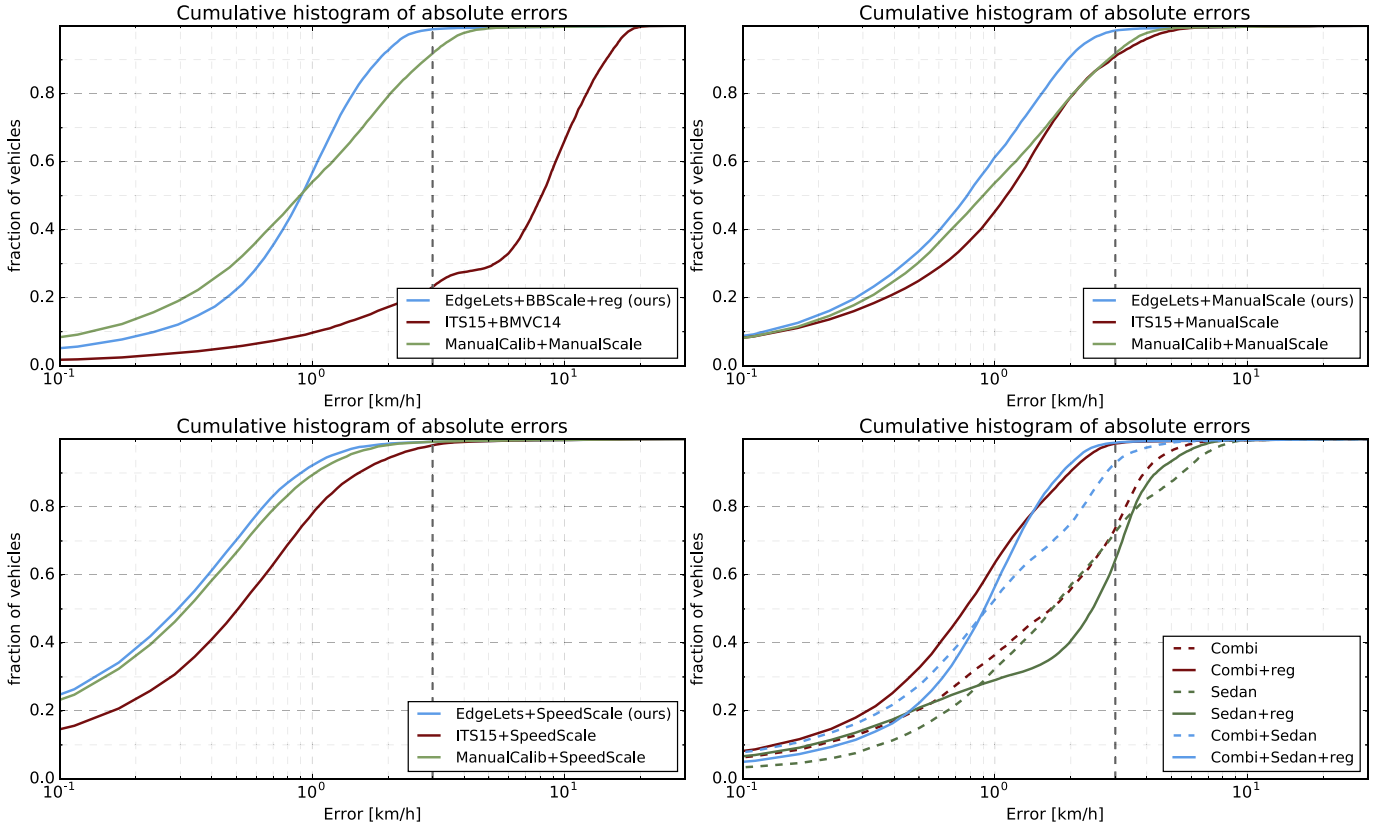 Cumulative histogram of absolute errors
fraction of vehicles
0.8
0.6
0.4
0.2
0.0
EdgeLets+BBScale+reg (ours)
ITS15+BMVC14
ManualCalib+ManualScale
10⁻¹ 10⁰ 10¹
Error [km/h]
Cumulative histogram of absolute errors
fraction of vehicles
0.8
0.6
0.4
0.2
0.0
EdgeLets+ManualScale (ours)
ITS15+ManualScale
ManualCalib+ManualScale
10⁻¹ 10⁰ 10¹
Error [km/h]
Cumulative histogram of absolute errors
fraction of vehicles
0.8
0.6
0.4
0.2
0.0
EdgeLets+SpeedScale (ours)
ITS15+SpeedScale
ManualCalib+SpeedScale
10⁻¹ 10⁰ 10¹
Error [km/h]
Cumulative histogram of absolute errors
fraction of vehicles
0.8
0.6
0.4
0.2
0.0
Combi
Combi+reg
Sedan
Sedan+reg
Combi+Sedan
Combi+Sedan+reg
10⁻¹ 10⁰ 10¹
Error [km/h]